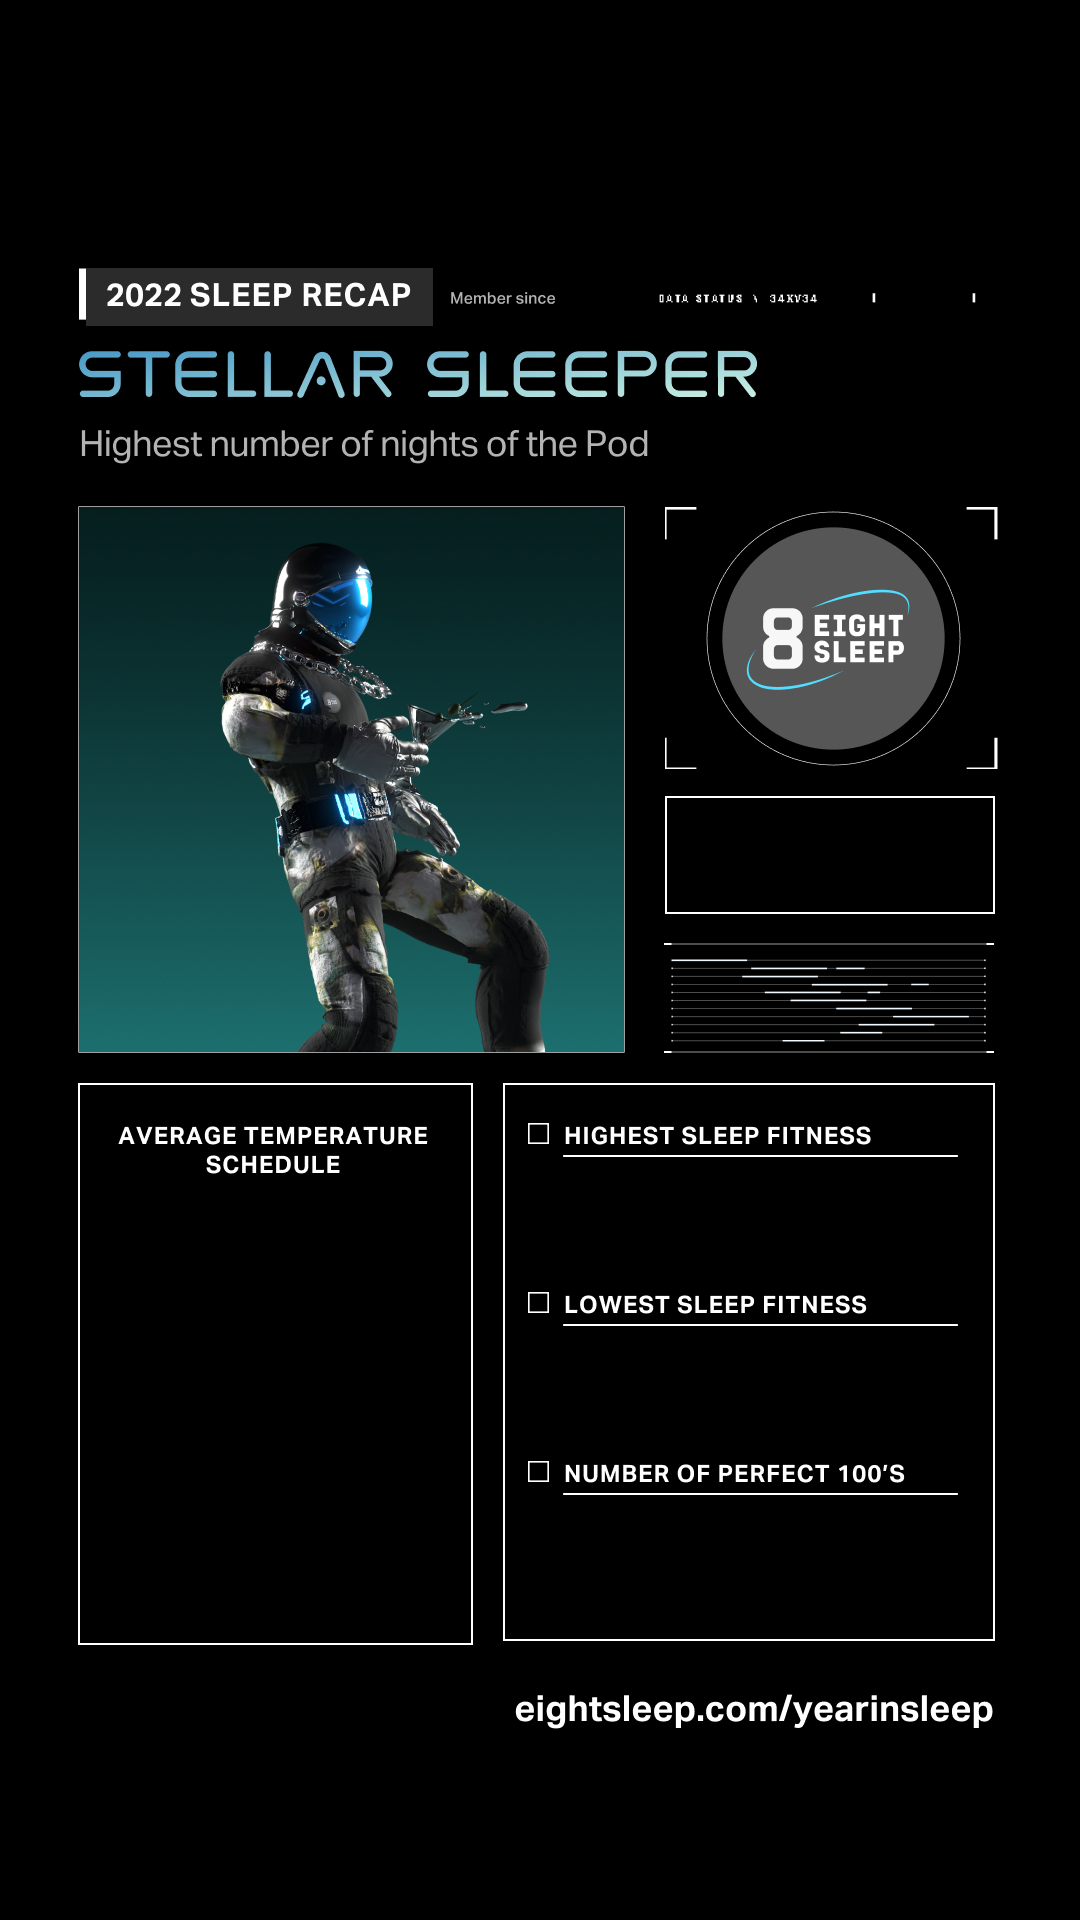 2022 SLEEP RECAP
Member since
DATA STATUS \ 34XV34
STELLAR SLEEPER
Highest number of nights of the Pod
8 EIGHT
SLEEP
AVERAGE TEMPERATURE
SCHEDULE
HIGHEST SLEEP FITNESS
LOWEST SLEEP FITNESS
NUMBER OF PERFECT 100'S
eightsleep.com/yearinsleep